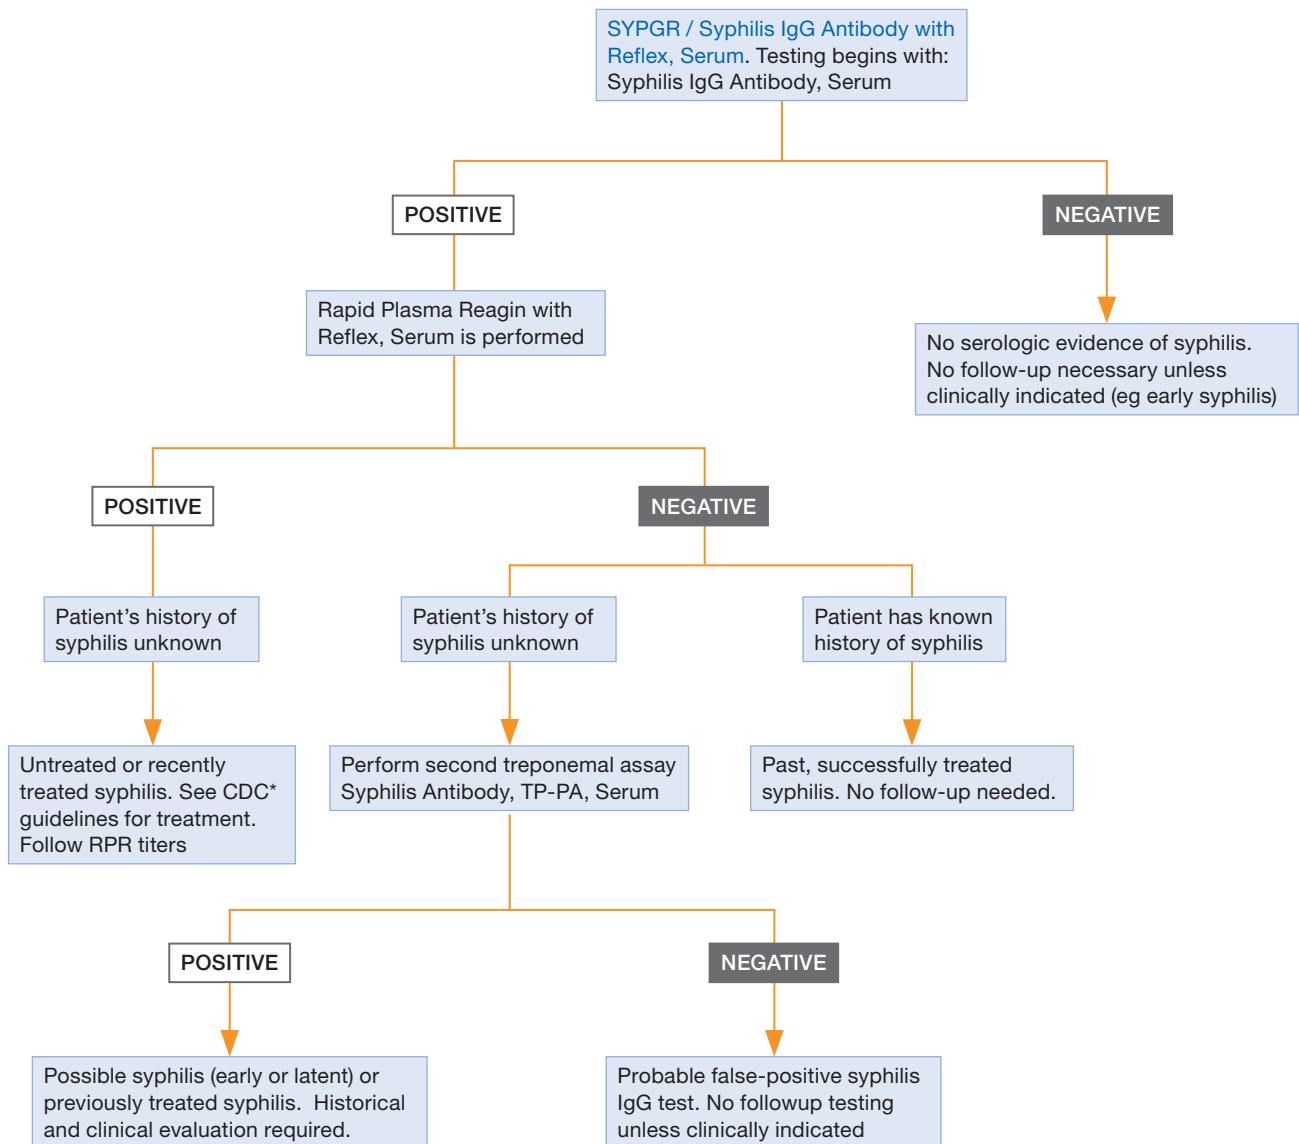 SYPGR / Syphilis IgG Antibody with
Reflex, Serum. Testing begins with:
Syphilis IgG Antibody, Serum
POSITIVE
NEGATIVE
Rapid Plasma Reagin with
Reflex, Serum is performed
No serologic evidence of syphilis.
No follow-up necessary unless
clinically indicated (eg early syphilis)
POSITIVE
NEGATIVE
Patient’s history of
syphilis unknown
Patient’s history of
syphilis unknown
Patient has known
history of syphilis
Untreated or recently
treated syphilis. See CDC*
guidelines for treatment.
Follow RPR titers
Perform second treponemal assay
Syphilis Antibody, TP-PA, Serum
Past, successfully treated
syphilis. No follow-up needed.
POSITIVE
NEGATIVE
Possible syphilis (early or latent) or
previously treated syphilis.  Historical
and clinical evaluation required.
Probable false-positive syphilis
IgG test. No followup testing
unless clinically indicated